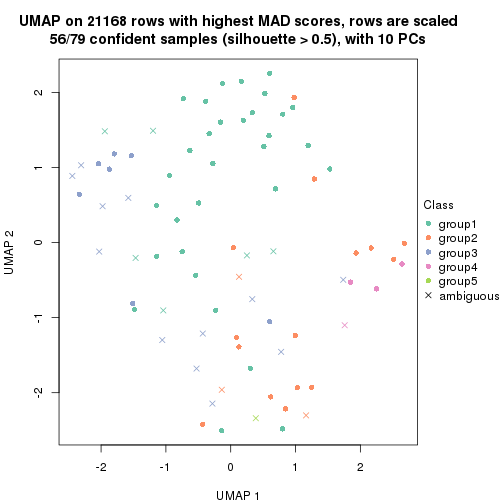 UMAP on 21168 rows with highest MAD scores, rows are scaled
56/79 confident samples (silhouette > 0.5), with 10 PCs
UMAP 2
2
1
0
-1
-2
-2
-1
0
1
2
UMAP 1
Class
group1
group2
group3
group4
group5
ambiguous